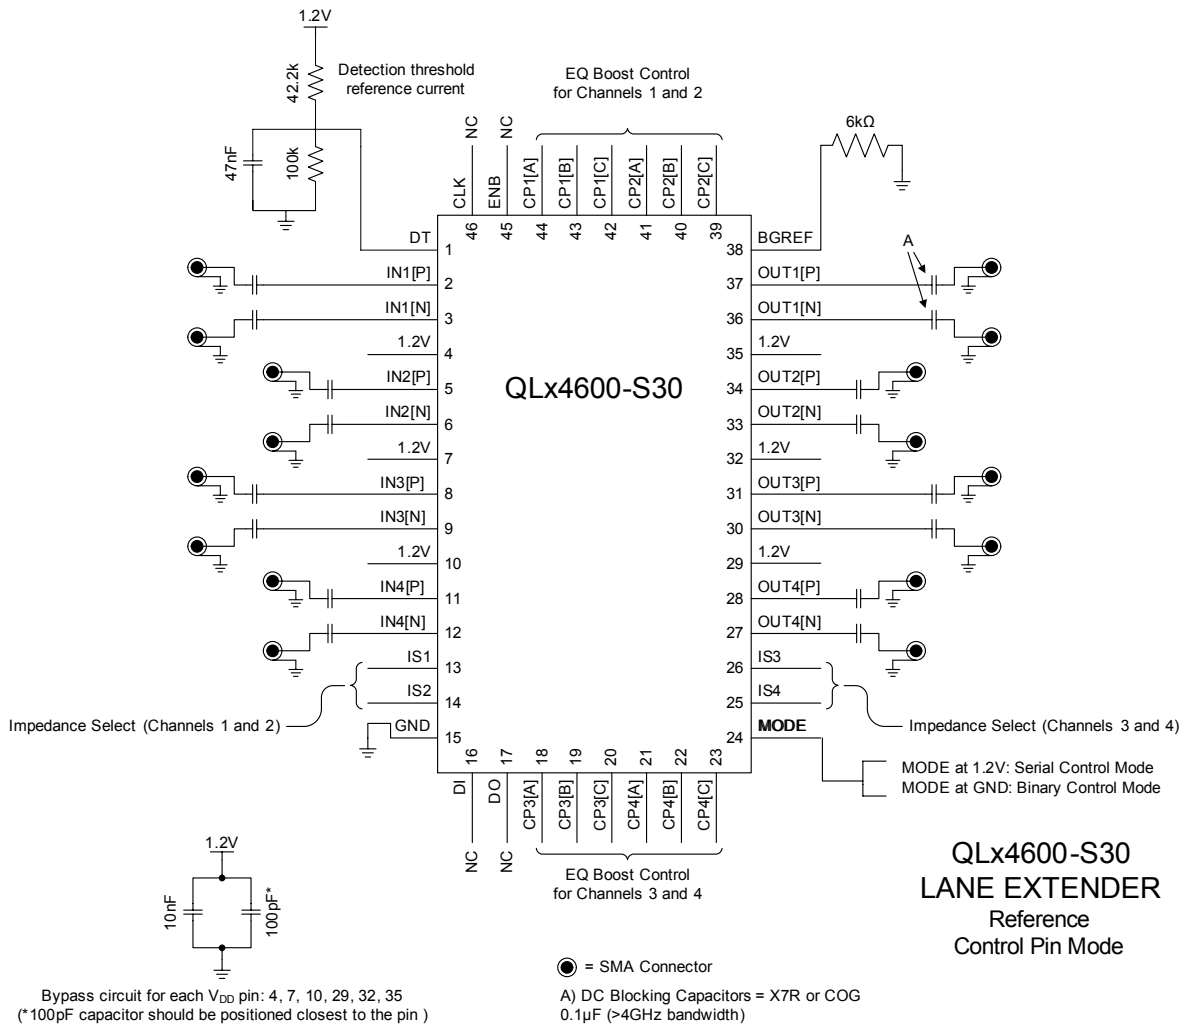 1.2V
42.2k
Detection threshold
reference current
47nF
100k
EQ Boost Control
for Channels 1 and 2
6kΩ
NC
NC
CLK
ENB
CP1[A]
CP1[B]
CP1[C]
CP2[A]
CP2[B]
CP2[C]
46
45
44
43
42
41
40
39
DT
1
IN1[P]
2
IN1[N]
3
1.2V
4
IN2[P]
5
IN2[N]
6
1.2V
7
IN3[P]
8
IN3[N]
9
1.2V
10
IN4[P]
11
IN4[N]
12
IS1
13
IS2
14
GND
15
Impedance Select (Channels 1 and 2)
QLx4600-S30
38
BGREF
A
37
OUT1[P]
36
OUT1[N]
35
1.2V
34
OUT2[P]
33
OUT2[N]
32
1.2V
31
OUT3[P]
30
OUT3[N]
29
1.2V
28
OUT4[P]
27
OUT4[N]
26
IS3
25
IS4
24
MODE
Impedance Select (Channels 3 and 4)
MODE at 1.2V: Serial Control Mode
MODE at GND: Binary Control Mode
16
17
18
19
20
21
22
23
DI
DO
CP3[A]
CP3[B]
CP3[C]
CP4[A]
CP4[B]
CP4[C]
NC
NC
EQ Boost Control
for Channels 3 and 4
1.2V
10nF
100pF*
Bypass circuit for each VDD pin: 4, 7, 10, 29, 32, 35
(*100pF capacitor should be positioned closest to the pin )
= SMA Connector
A) DC Blocking Capacitors = X7R or COG
0.1µF (>4GHz bandwidth)
QLx4600-S30
LANE EXTENDER
Reference
Control Pin Mode